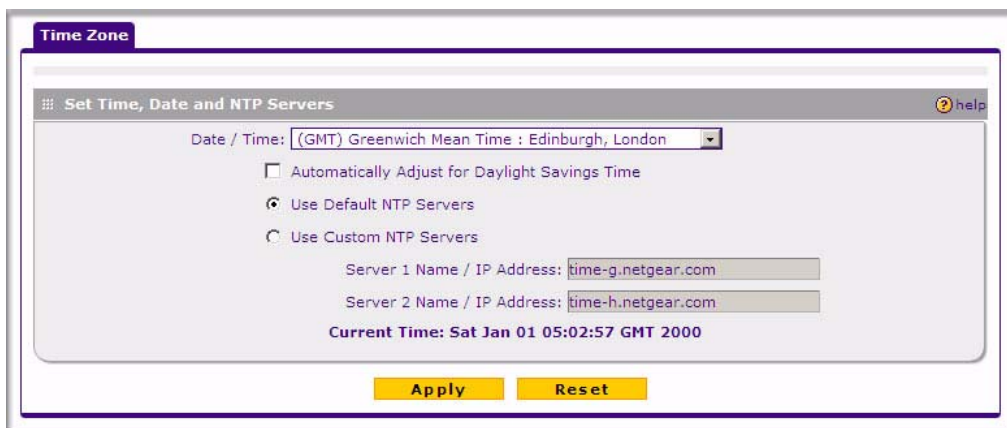 Time Zone
Set Time, Date and NTP Servers
? help
Date / Time: (GMT) Greenwich Mean Time : Edinburgh, London
Automatically Adjust for Daylight Savings Time
Use Default NTP Servers
Use Custom NTP Servers
Server 1 Name / IP Address: time-g.netgear.com
Server 2 Name / IP Address: time-h.netgear.com
Current Time: Sat Jan 01 05:02:57 GMT 2000
Apply Reset